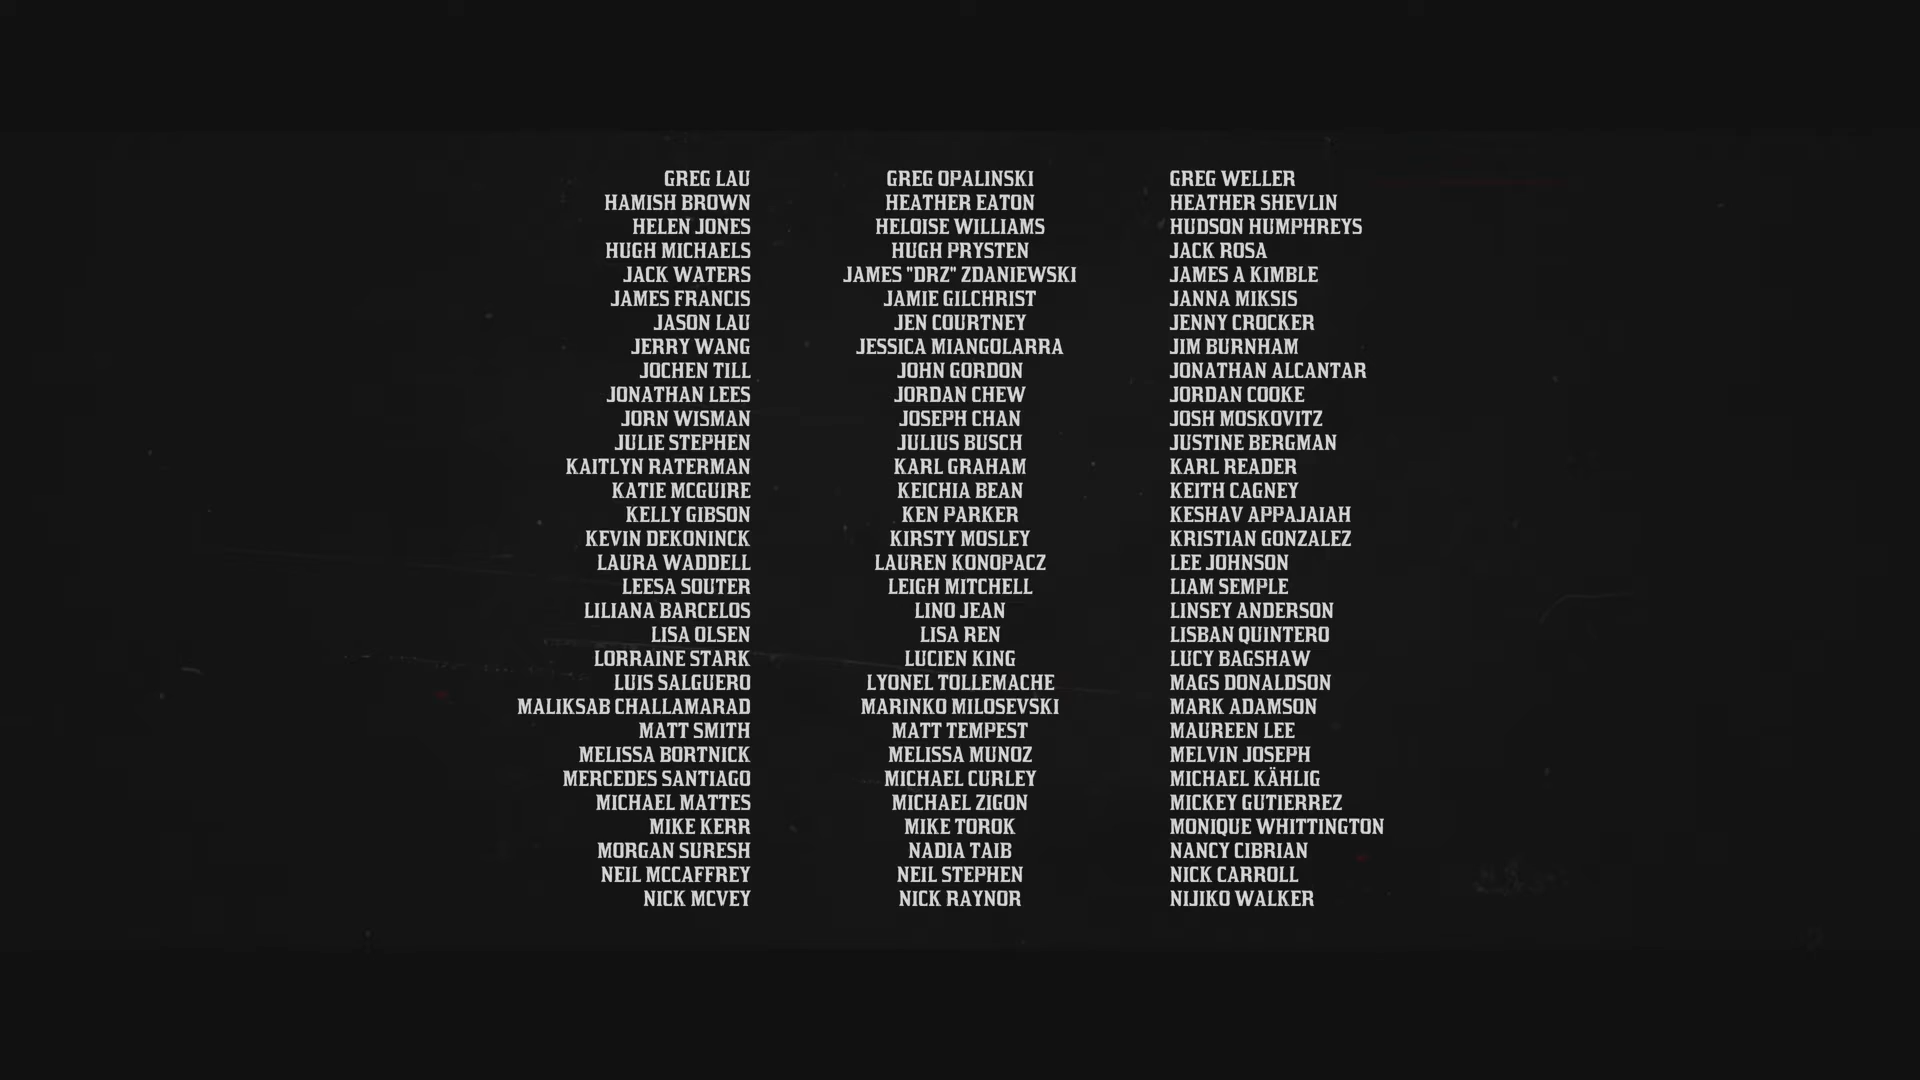 GREG LAU GREG OPALINSKI GREG WELLER
HAMISH BROWN HEATHER EATON HEATHER SHEVLIN
HELEN JONES HELOISE WILLIAMS HUDSON HUMPHREYS
HUGH MICHAELS HUGH PRYSTEN JACK ROSA
JACK WATERS JAMES "DRZ" ZDANIEWSKI JAMES A KIMBLE
JAMES FRANCIS JAMIE GILCHRIST JANNA MIKSIS
JASON LAU JEN COURTNEY JENNY CROCKER
JERRY WANG JESSICA MIANGOLARRA JIM BURNHAM
JOCHEN TILL JOHN GORDON JONATHAN ALCANTAR
JONATHAN LEES JORDAN CHEW JORDAN COOKE
JORN WISMAN JOSEPH CHAN JOSH MOSKOVITZ
JULIE STEPHEN JULIUS BUSCH JUSTINE BERGMAN
KAITLYN RATERMAN KARL GRAHAM KARL READER
KATIE MCGUIRE KEICHIA BEAN KEITH CAGNEY
KELLY GIBSON KEN PARKER KESHAV APPAJAIAH
KEVIN DEKONINCK KIRSTY MOSLEY KRISTIAN GONZALEZ
LAURA WADDELL LAUREN KONOPACZ LEE JOHNSON
LEESA SOUTER LEIGH MITCHELL LIAM SEMPLE
LILIANA BARCELOS LINO JEAN LINSEY ANDERSON
LISA OLSEN LISA REN LISBAN QUINTERO
LORRAINE STARK LUCIEN KING LUCY BAGSHAW
LUIS SALGUERO LYONEL TOLLEMACHE MAGS DONALDSON
MALIKSAB CHALLAMARAD MARINKO MILOSEVSKI MARK ADAMSON
MATT SMITH MATT TEMPEST MAUREEN LEE
MELISSA BORTNICK MELISSA MUNOZ MELVIN JOSEPH
MERCEDES SANTIAGO MICHAEL CURLEY MICHAEL KÄHLIG
MICHAEL MATTES MICHAEL ZIGON MICKEY GUTIERREZ
MIKE KERR MIKE TOROK MONIQUE WHITTINGTON
MORGAN SURESH NADIA TAIB NANCY CIBRIAN
NEIL MCCAFFREY NEIL STEPHEN NICK CARROLL
NICK MCVEY NICK RAYNOR NIJIKO WALKER